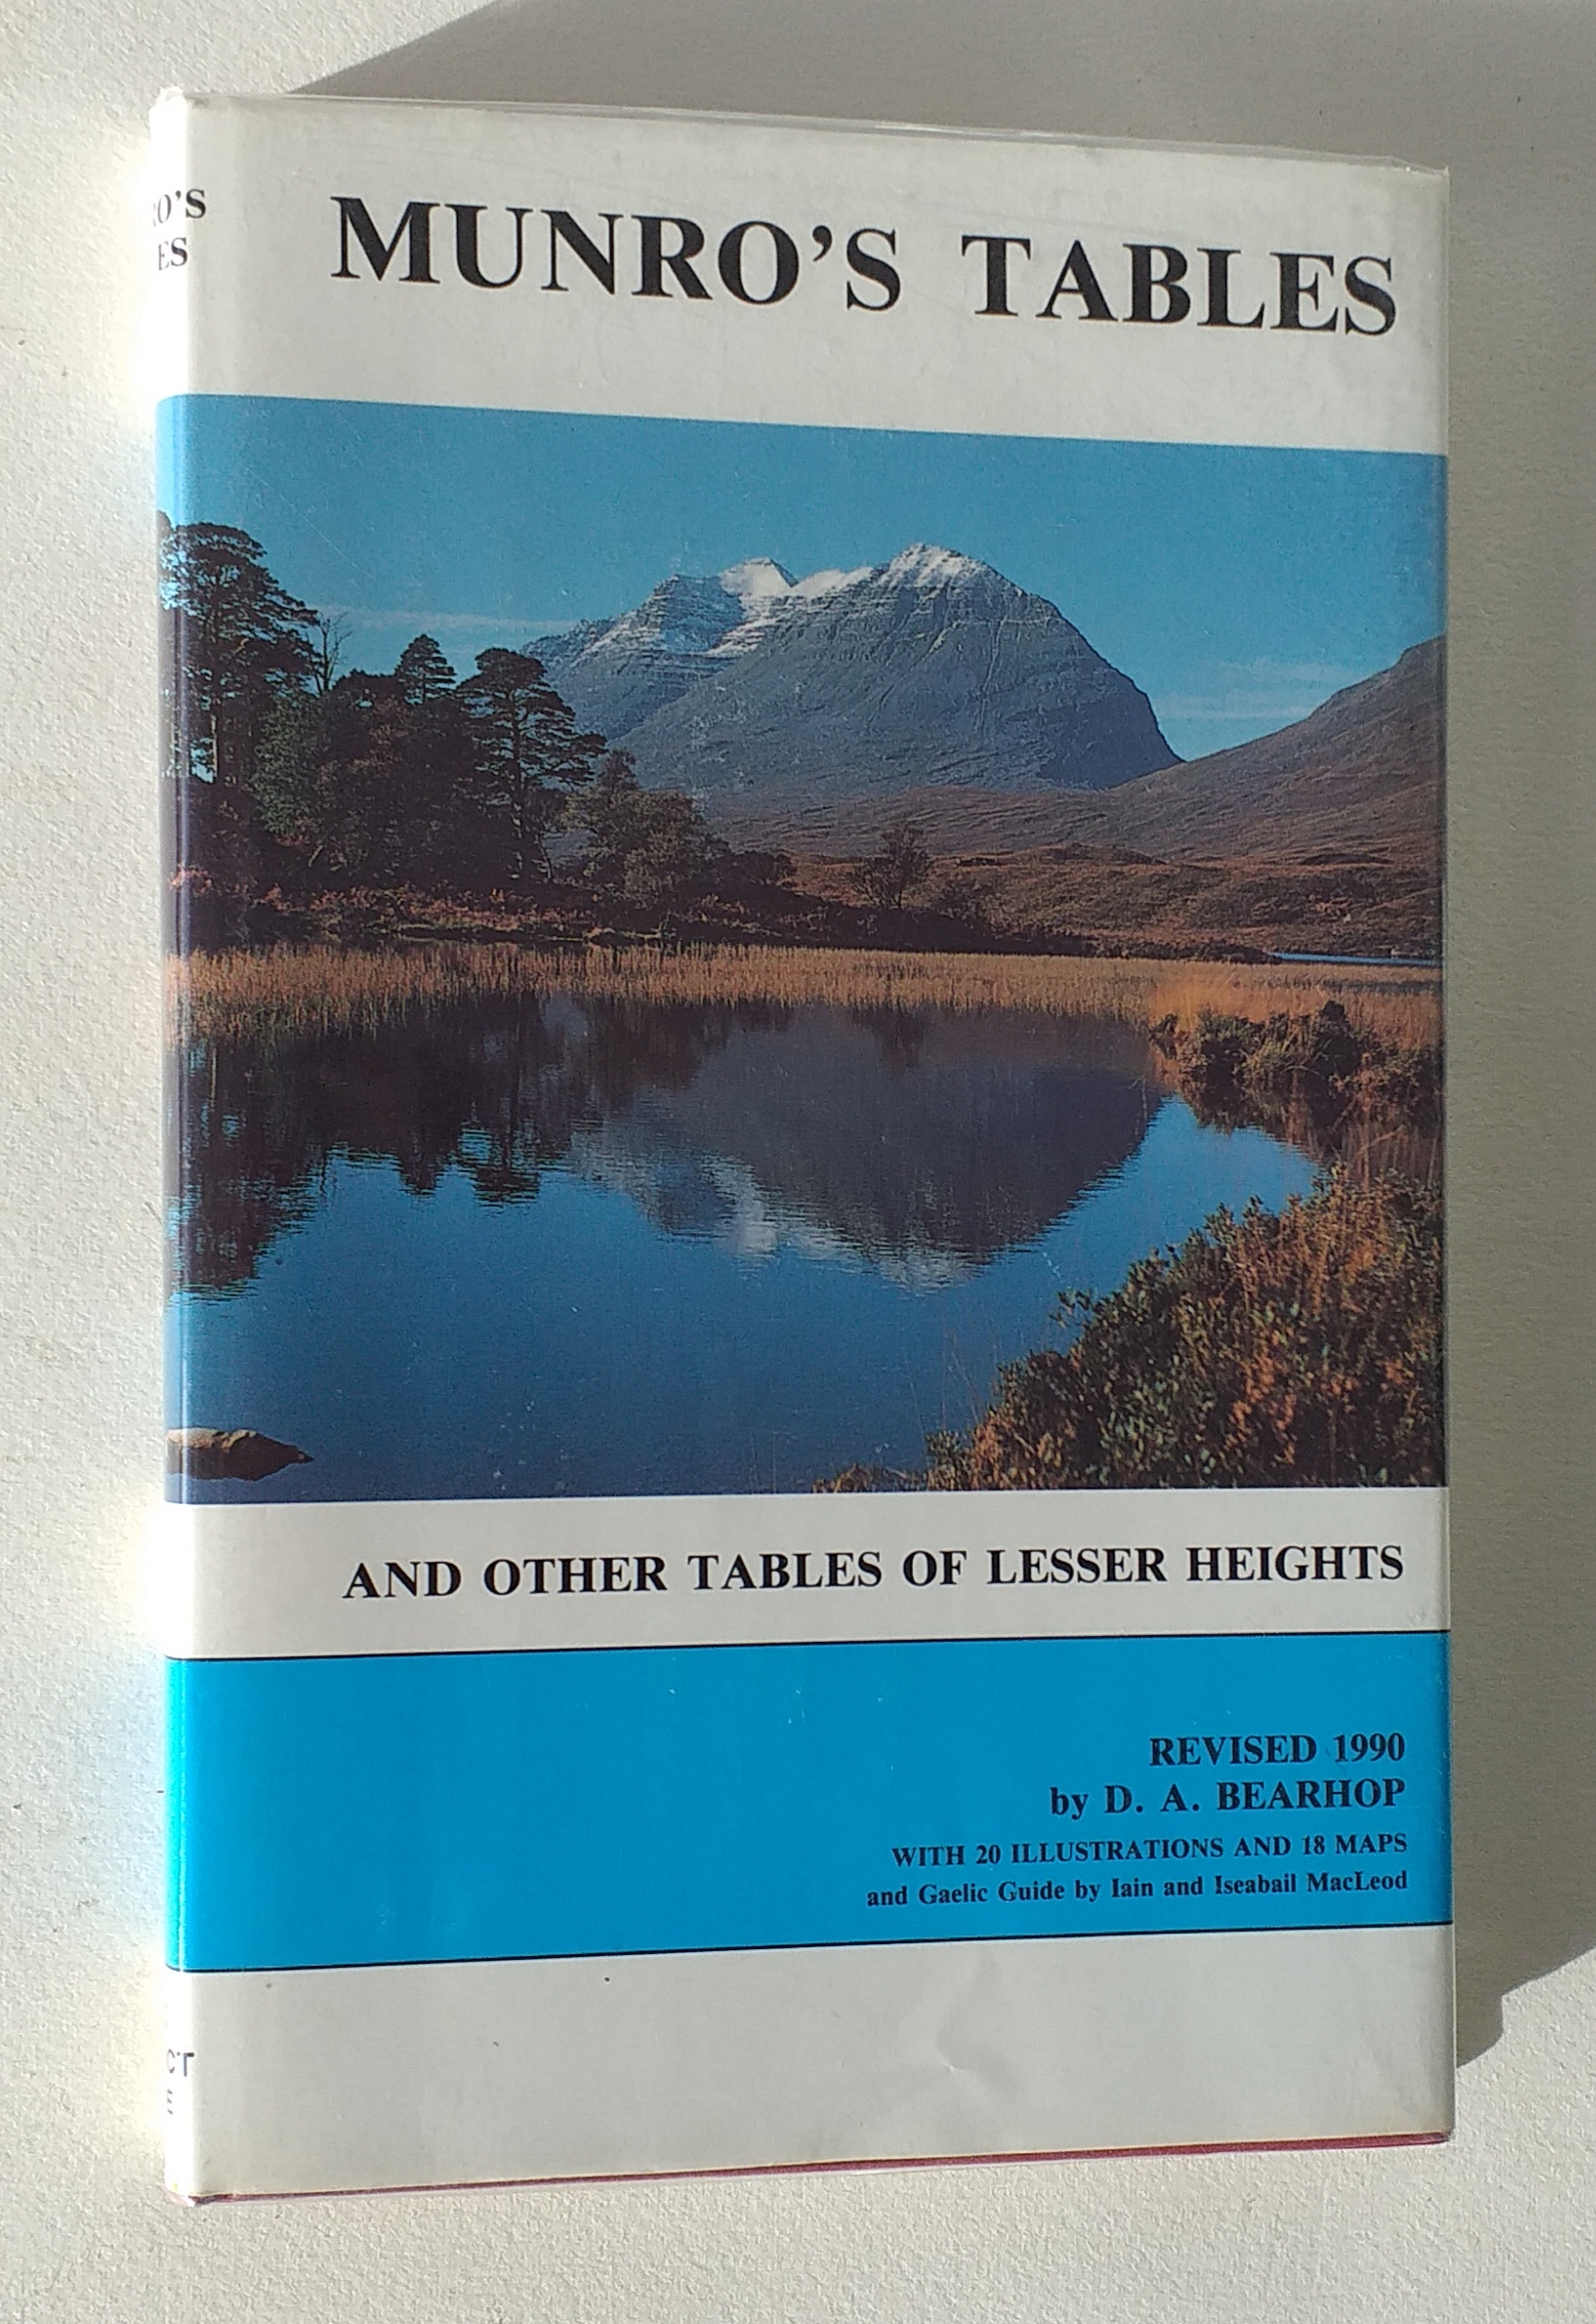 MUNRO'S TABLES
AND OTHER TABLES OF LESSER HEIGHTS
REVISED 1990
by D. A. BEARHOP
WITH 20 ILLUSTRATIONS AND 18 MAPS
and Gaelic Guide by Iain and Iseabail MacLeod